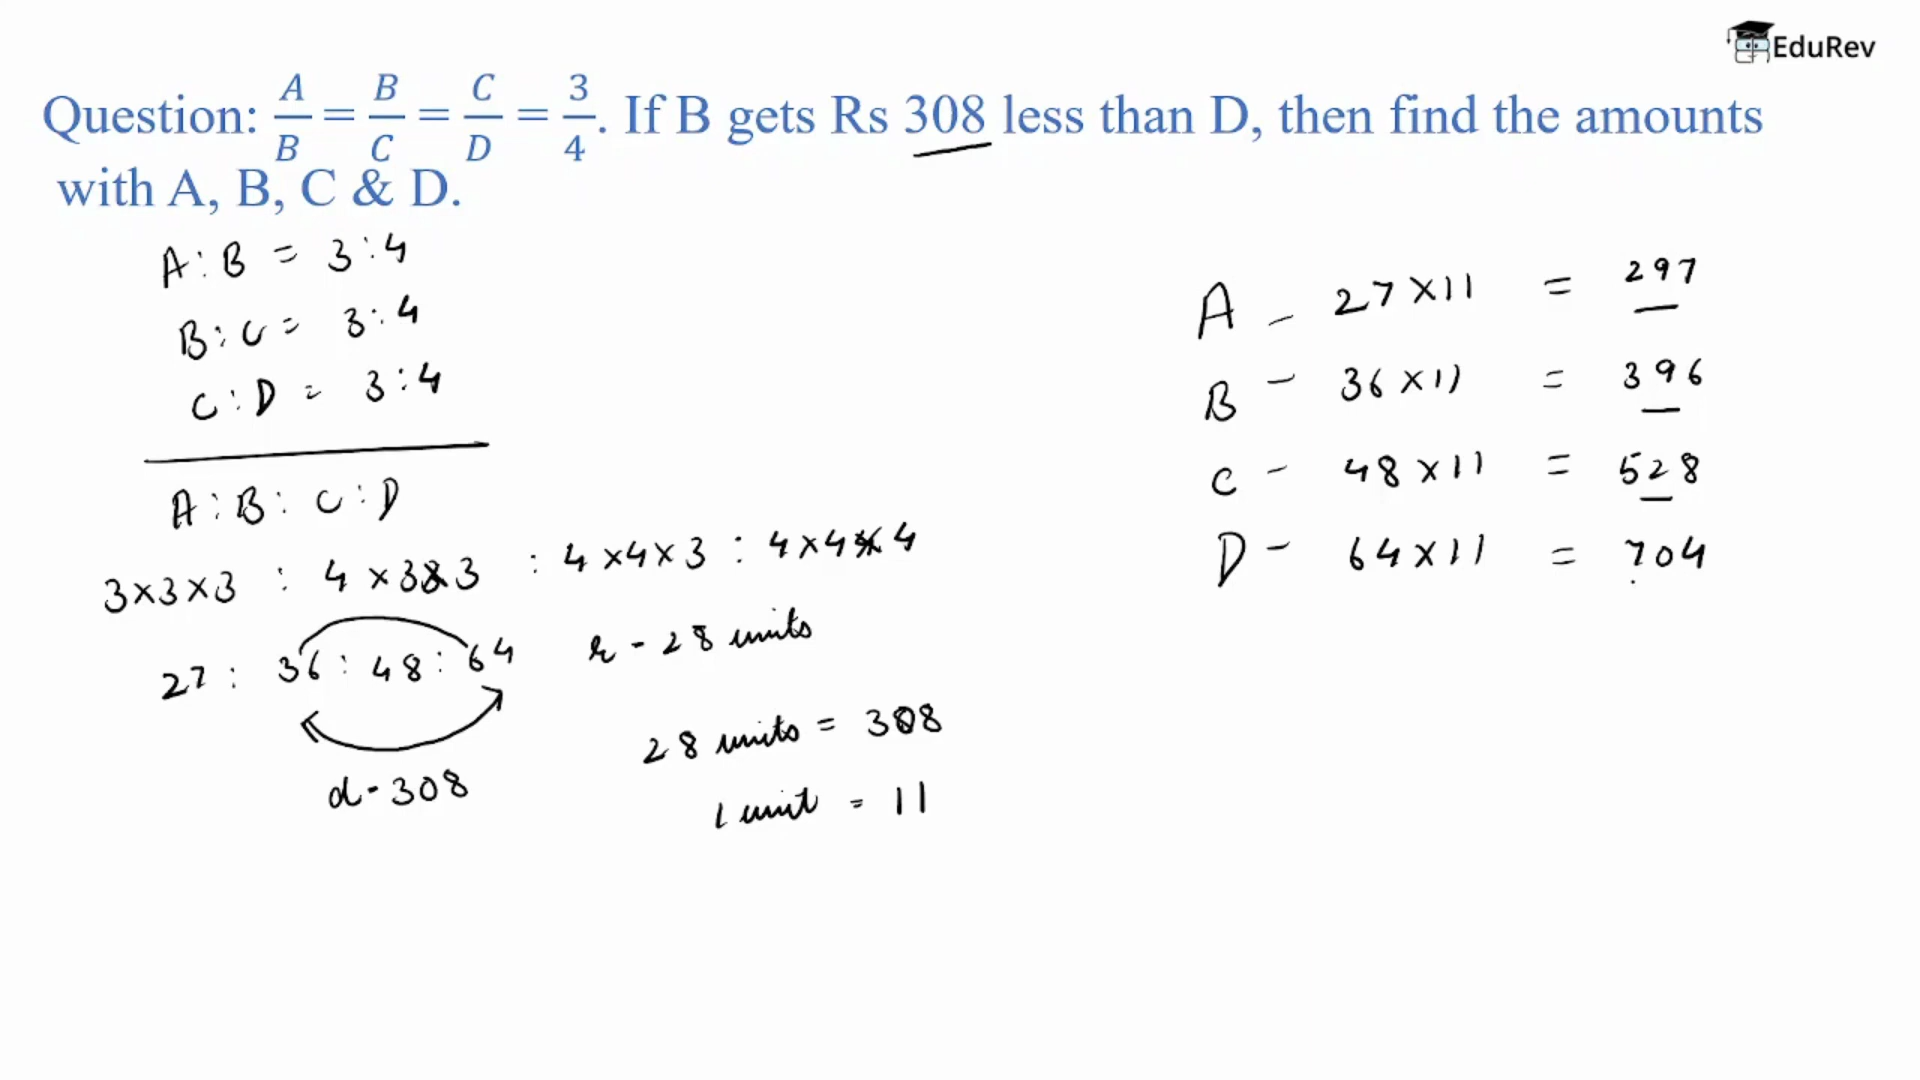 EduRev
Question: A/B = B/C = C/D = 3/4. If B gets Rs 308 less than D, then find the amounts
with A, B, C & D.
A:B = 3:4
B:C = 3:4
C:D = 3:4
A:B:C:D
3×3×3 : 4×3×3 : 4×4×3 : 4×4×4
27: 36:48:64
d-308
r-28 units
28 units = 308
1 unit = 11
A - 27×11 = 297
B - 36×11 = 396
C - 48×11 = 528
D - 64×11 = 704